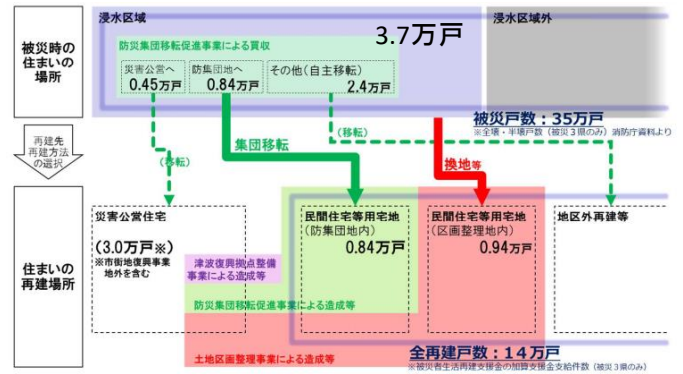 浸水区域
3.7万戸
浸水区域外
被災時の
住まいの
場所
防災集団移転促進事業による買収
災害公営へ
0.45万戸
防集団地へ
0.84万戸
その他(自主移転)
2.4万戸
被災戸数:35万戸
※全壊・半壊戸数(被災3県のみ)消防庁資料より
再建先
再建方法
の選択
(移転)
集団移転
(移転)
換地等
住まいの
再建場所
災害公営住宅
(3.0万戸※)
※市街地復興事業
地外を含む
民間住宅等用宅地
(防集団地内)
0.84万戸
民間住宅等用宅地
(区画整理地内)
0.94万戸
地区外再建等
津波復興拠点整備
事業による造成等
防災集団移転促進事業による造成等
土地区画整理事業による造成等
全再建戸数:14万戸
※被災者生活再建支援金の加算支援金支給件数(被災3県のみ)